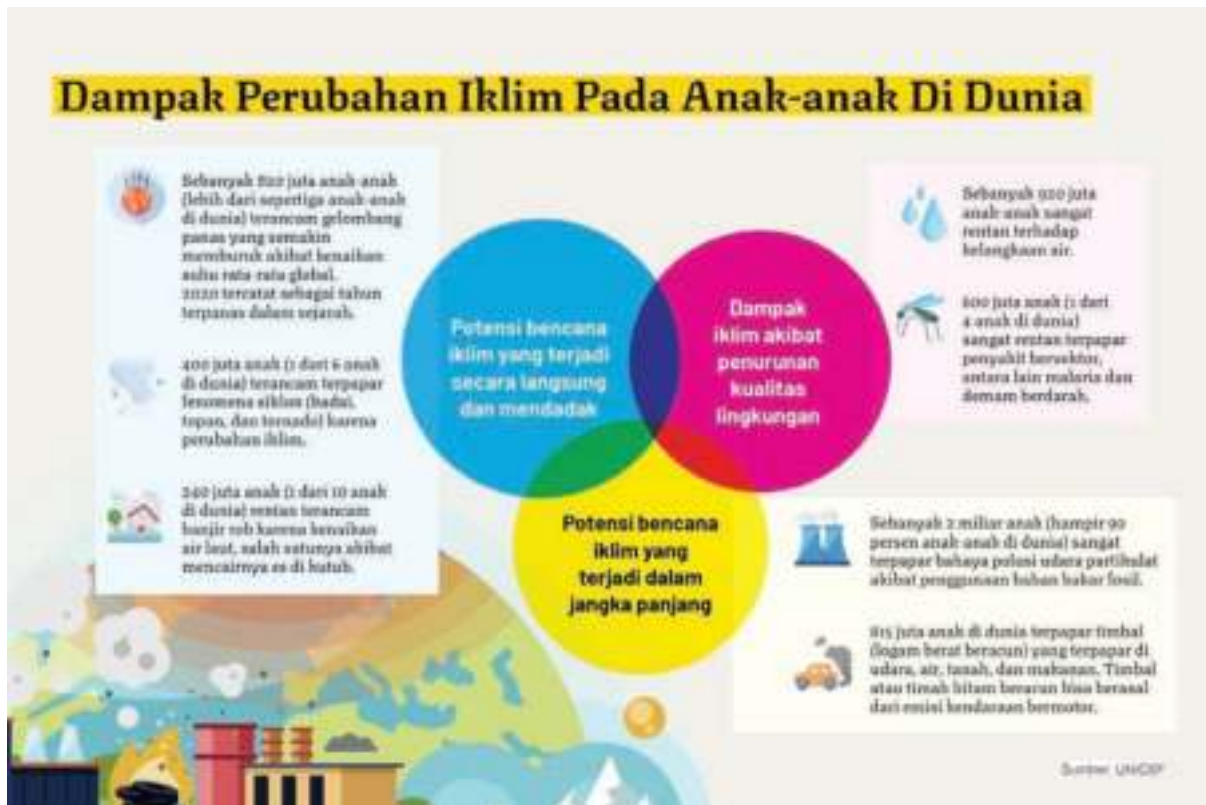 Dampak Perubahan Iklim Pada Anak-anak Di Dunia
Sebanyak 820 juta anak-anak
(lebih dari sepertiga anak-anak
di dunia) terancam gelombang
panas yang semakin
memburuk akibat kenaikan
suhu rata-rata global.
2020 tercatat sebagai tahun
terpanas dalam sejarah.
400 juta anak (1 dari 6 anak
di dunia) terancam terpapar
fenomena siklon (badai,
topan, dan tornado) karena
perubahan iklim.
240 juta anak (1 dari 10 anak
di dunia) rentan terancam
banjir rob karena kenaikan
air laut, salah satunya akibat
mencairnya es di kutub.
Potensi bencana
iklim yang terjadi
secara langsung
dan mendadak
Dampak
iklim akibat
penurunan
kualitas
lingkungan
Potensi bencana
iklim yang
terjadi dalam
jangka panjang
Sebanyak 920 juta
anak-anak sangat
rentan terhadap
kelangkaan air.
600 juta anak (1 dari
4 anak di dunia)
sangat rentan terpapar
penyakit bervektor,
antara lain malaria dan
demam berdarah.
Sebanyak 2 miliar anak (hampir 90
persen anak-anak di dunia) sangat
terpapar bahaya polusi udara partikulat
akibat penggunaan bahan bakar fosil.
815 juta anak di dunia terpapar timbal
(logam berat beracun) yang terpapar di
udara, air, tanah, dan makanan. Timbal
atau timah hitam beracun bisa berasal
dari emisi kendaraan bermotor.
Sumber: UNICEF